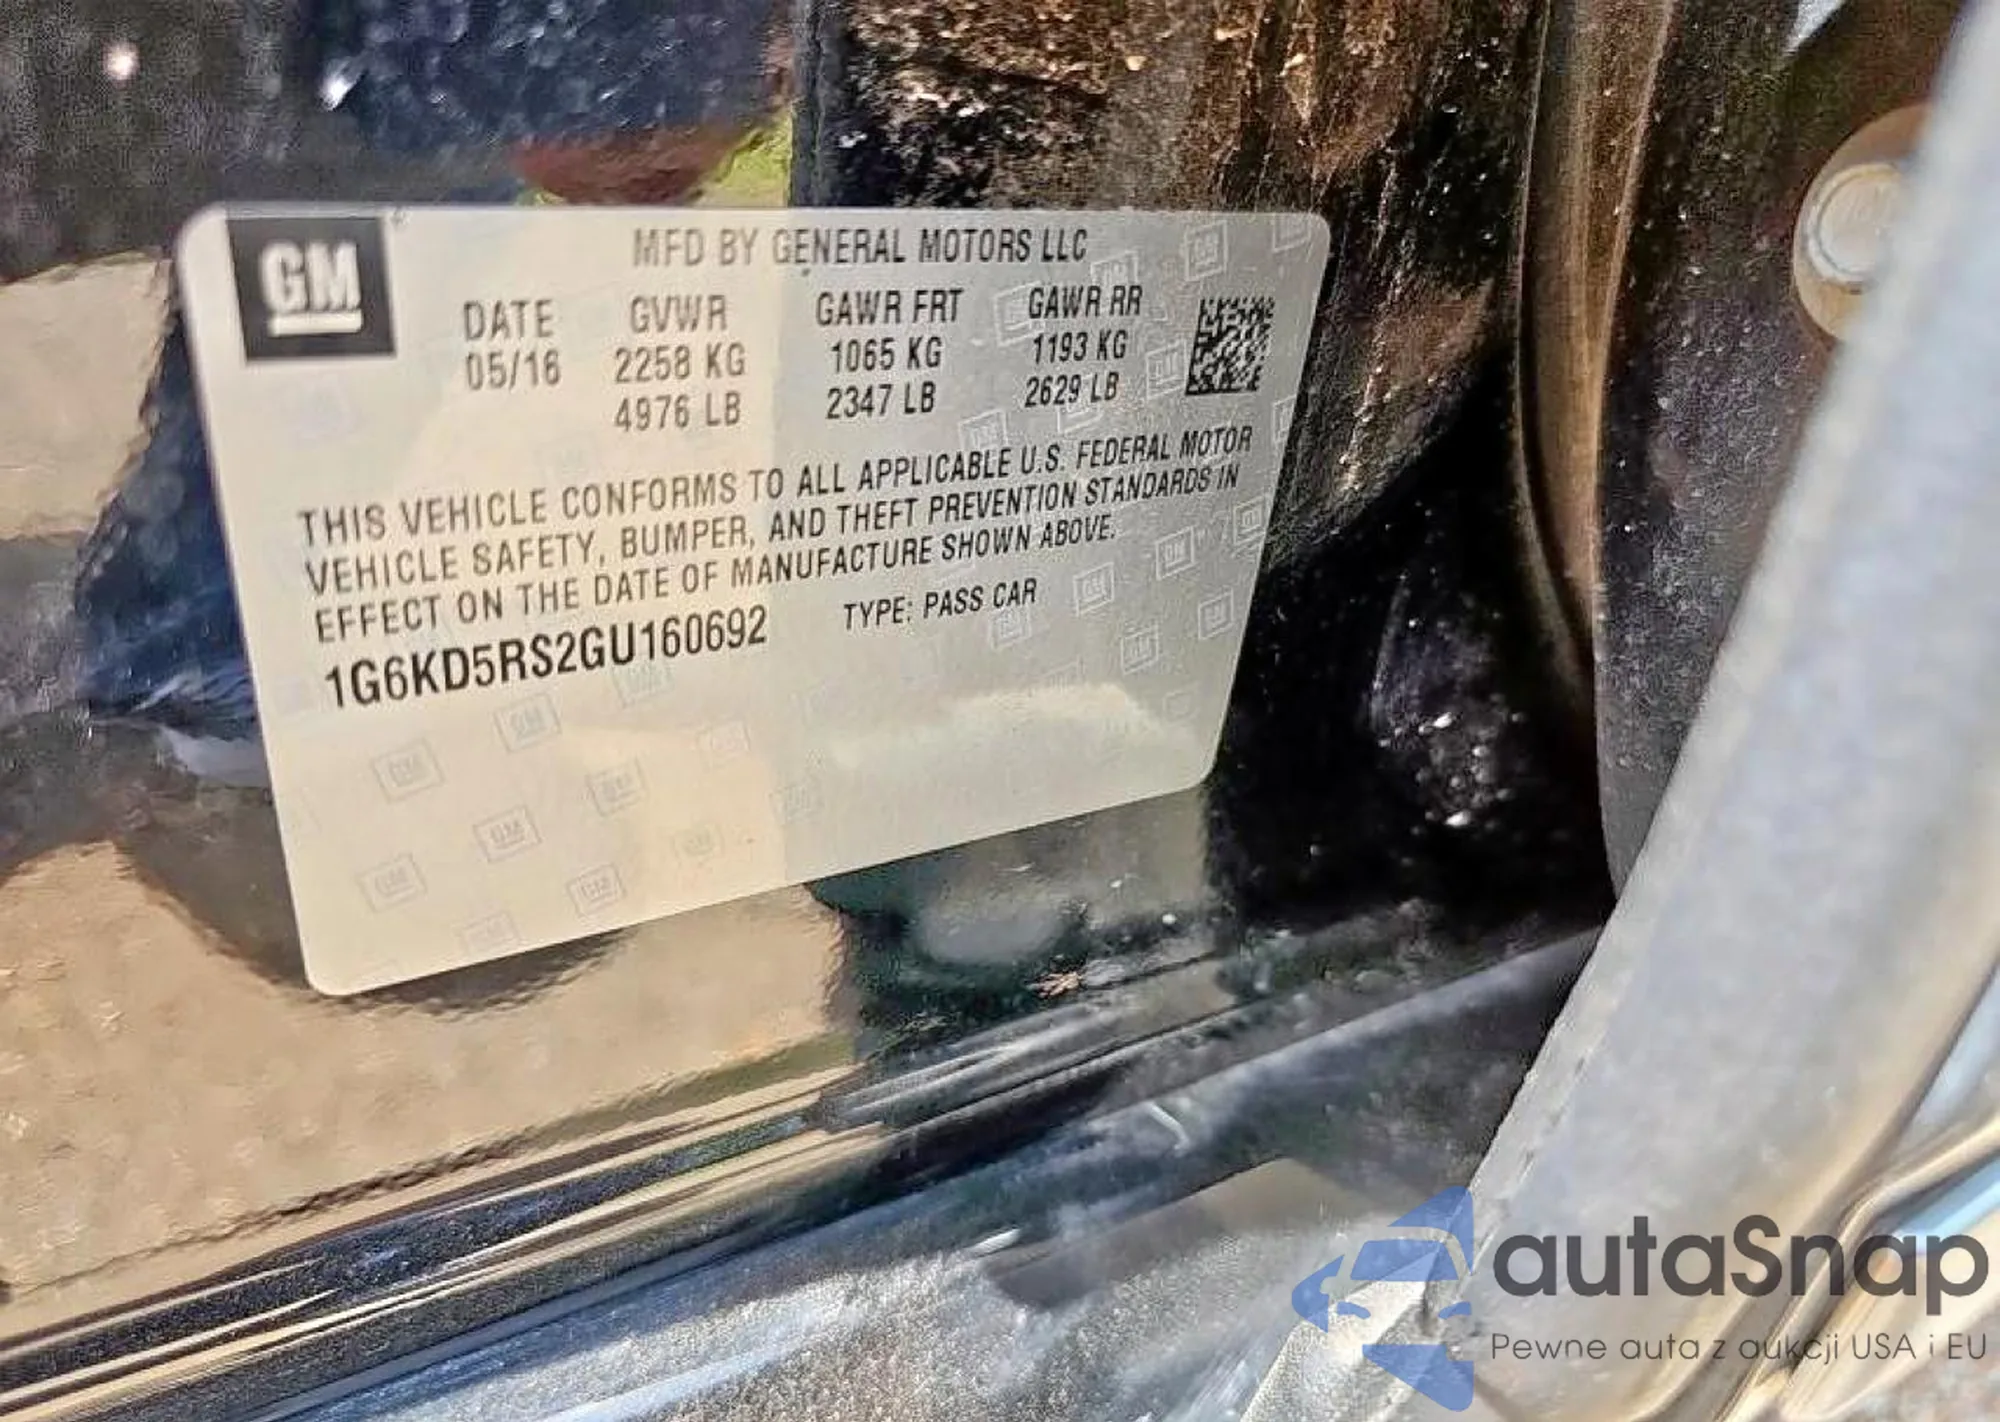 GM
MFD BY GENERAL MOTORS LLC
DATE GVWR GAWR FRT GAWR RR
05/16 2258 KG 1065 KG 1193 KG
4976 LB 2347 LB 2629 LB
THIS VEHICLE CONFORMS TO ALL APPLICABLE U.S. FEDERAL MOTOR
VEHICLE SAFETY, BUMPER, AND THEFT PREVENTION STANDARDS IN
EFFECT ON THE DATE OF MANUFACTURE SHOWN ABOVE.
1G6KD5RS2GU160692 TYPE: PASS CAR
autaSnap
Pewne auta z aukcji USA i EU